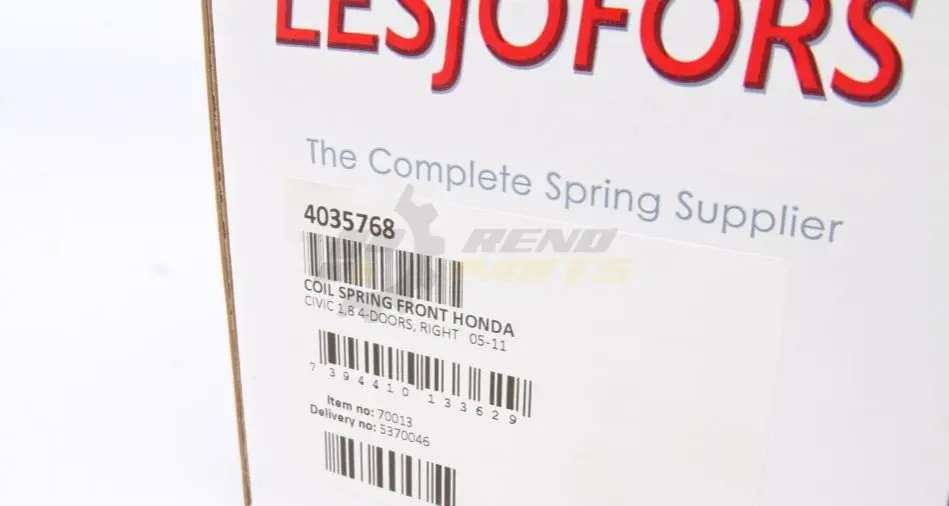 LESJOFORS
The Complete Spring Supplier
4035768
RENO
PARTS
COIL SPRING FRONT HONDA
CIVIC 1,8 4-DOORS, RIGHT 05-11
7 394410 133629
Item no: 70013
Delivery no: 5370046